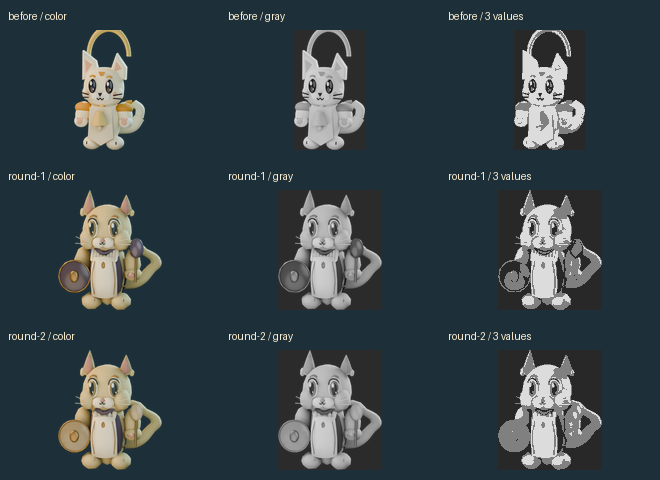 before / color
before / gray
before / 3 values
round-1 / color
round-1 / gray
round-1 / 3 values
round-2 / color
round-2 / gray
round-2 / 3 values